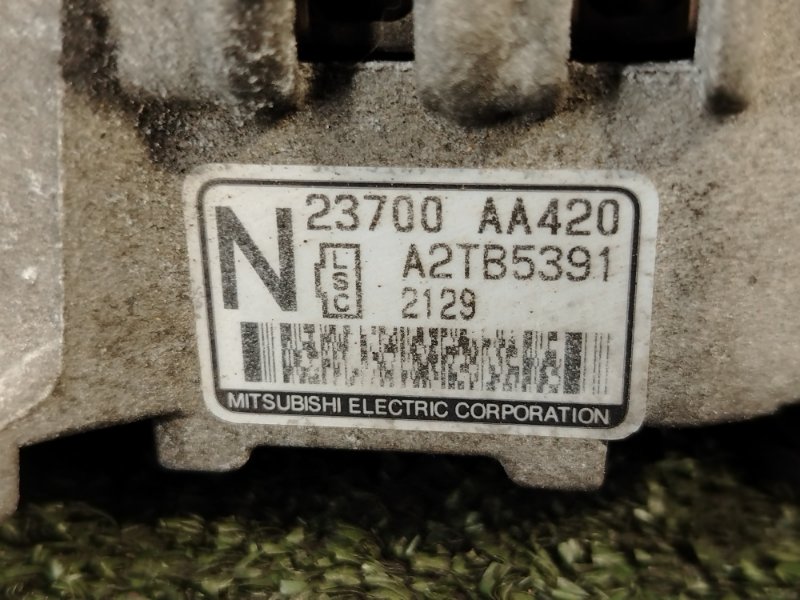 N 23700 AA420
LSC A2TB5391
2129
MITSUBISHI ELECTRIC CORPORATION